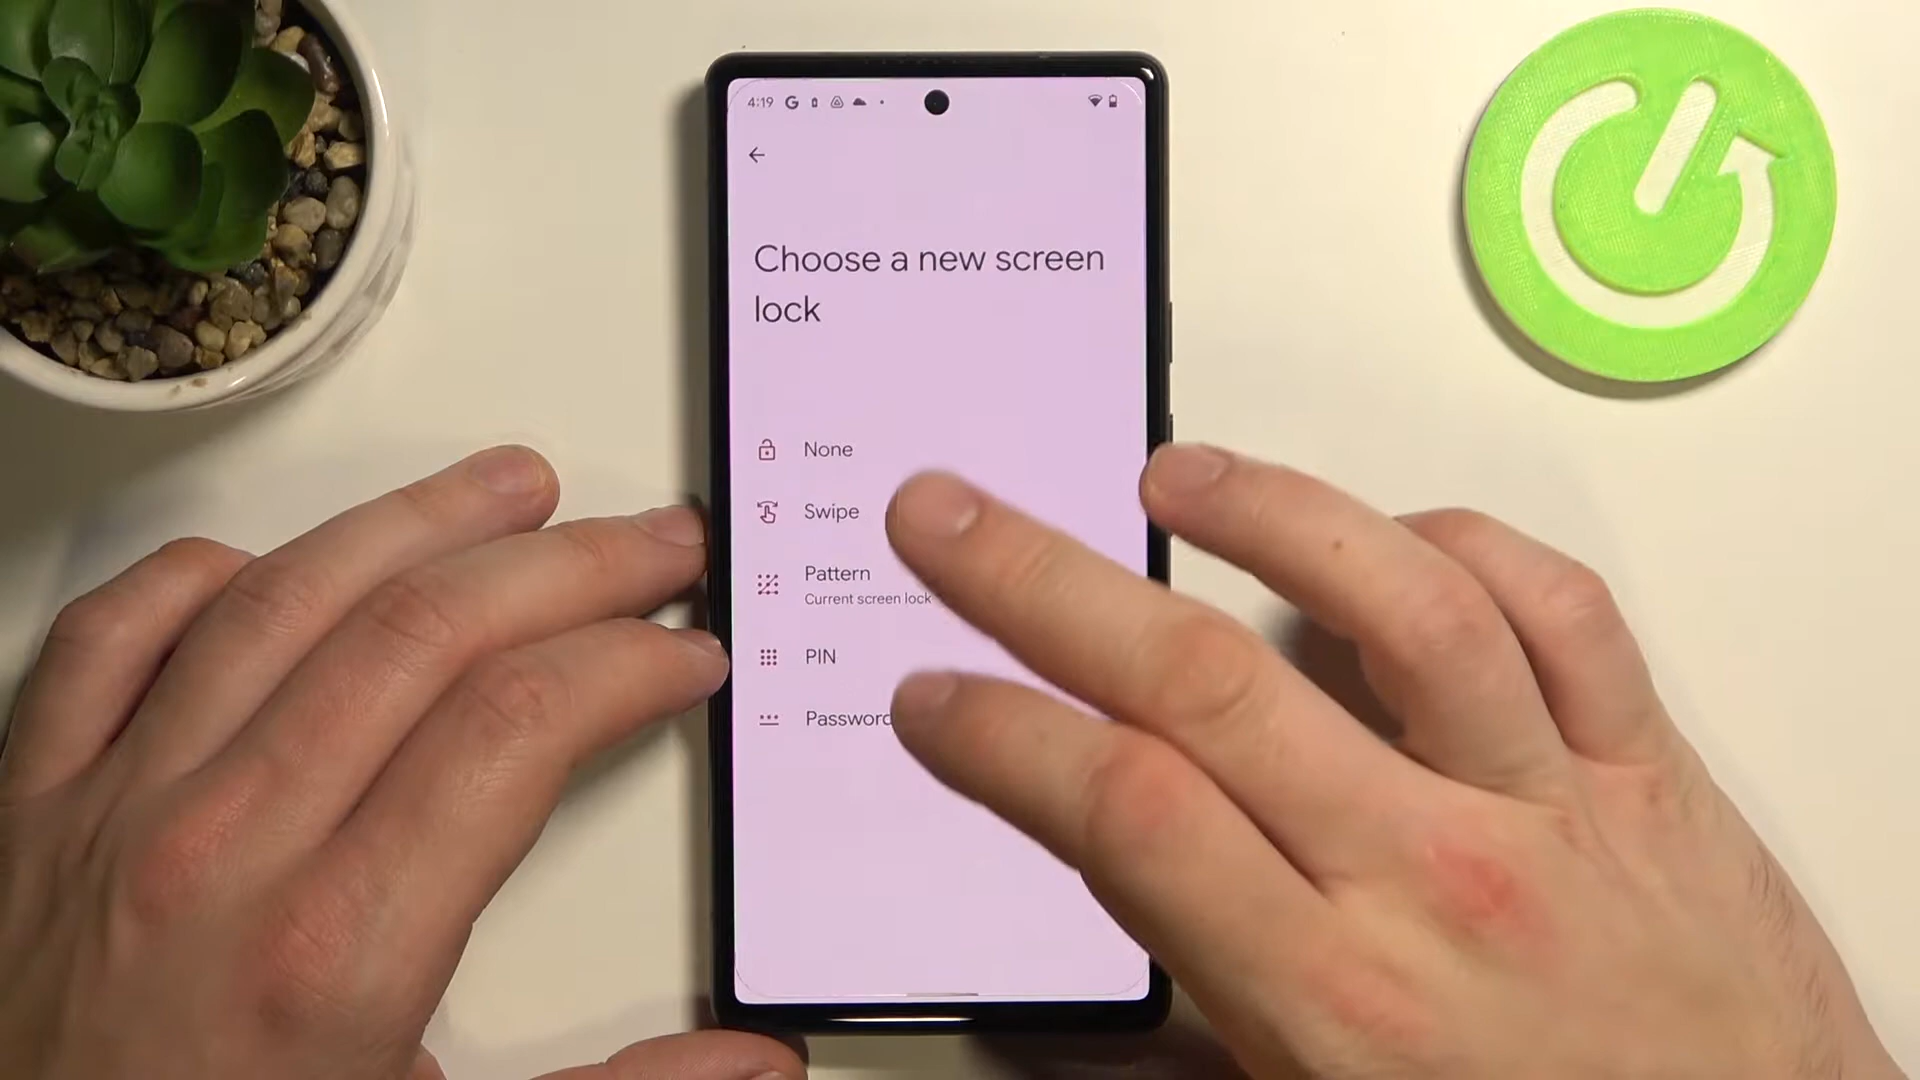 4:19
Choose a new screen
lock
None
Swipe
Pattern
Current screen lock
PIN
Password